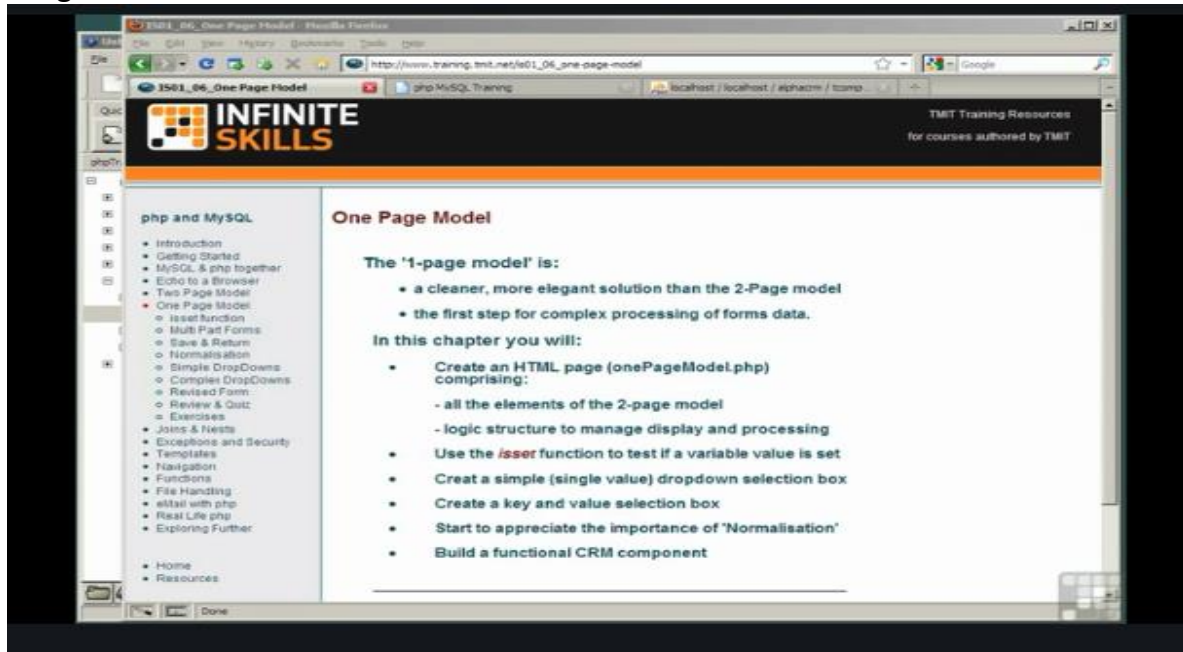 IS01_06_One Page Model - Mozilla Firefox
File Edit View History Bookmarks Tools Help
http://www.training.tmit.net/is01_06_one-page-model
Google
IS01_06_One Page Model
php MySQL Training
localhost / localhost / alphacrm / tcomp...
INFINITE
SKILLS
TMIT Training Resources
for courses authored by TMIT
php and MySQL
Introduction
Getting Started
MySQL & php together
Echo to a Browser
Two Page Model
One Page Model
isset function
Multi Part Forms
Save & Return
Normalisation
Simple DropDowns
Complex DropDowns
Revised Form
Review & Quiz
Exercises
Joins & Nests
Exceptions and Security
Templates
Navigation
Functions
File Handling
eMail with php
Real Life php
Exploring Further
Home
Resources
One Page Model
The '1-page model' is:
• a cleaner, more elegant solution than the 2-Page model
• the first step for complex processing of forms data.
In this chapter you will:
• Create an HTML page (onePageModel.php)
comprising:
- all the elements of the 2-page model
- logic structure to manage display and processing
• Use the isset function to test if a variable value is set
• Creat a simple (single value) dropdown selection box
• Create a key and value selection box
• Start to appreciate the importance of 'Normalisation'
• Build a functional CRM component
Done